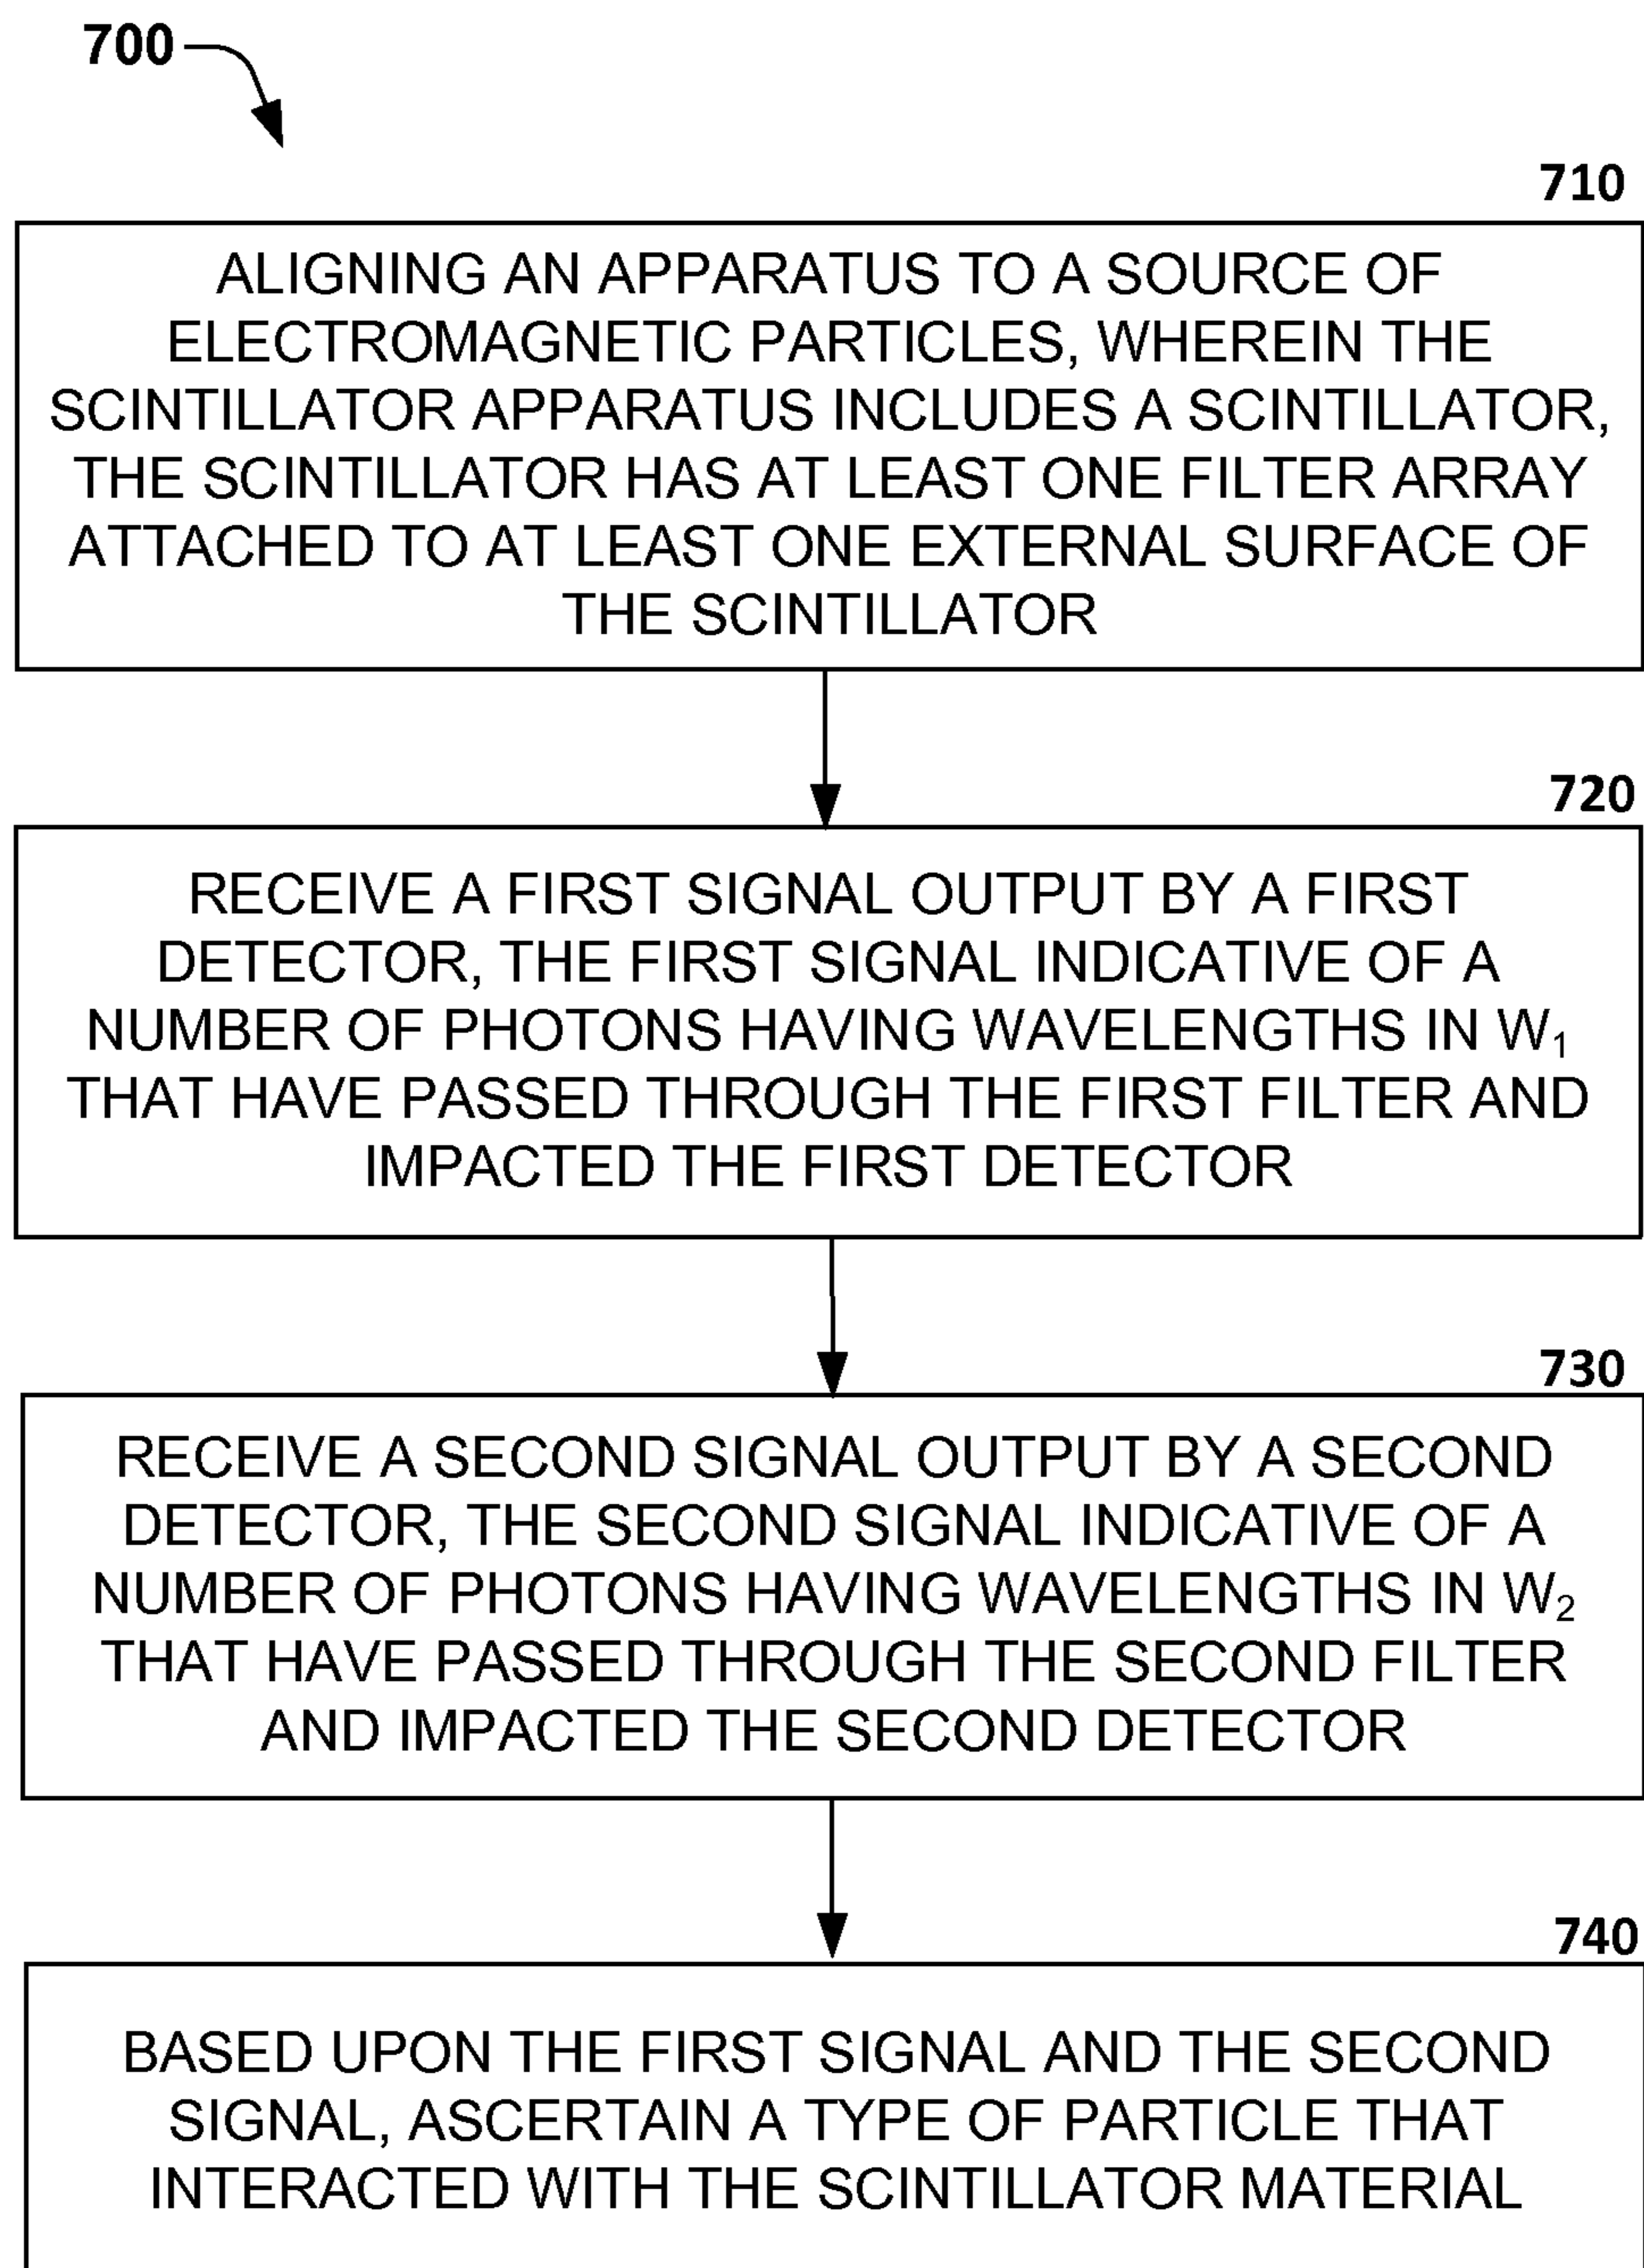 700
710
ALIGNING AN APPARATUS TO A SOURCE OF
ELECTROMAGNETIC PARTICLES, WHEREIN THE
SCINTILLATOR APPARATUS INCLUDES A SCINTILLATOR,
THE SCINTILLATOR HAS AT LEAST ONE FILTER ARRAY
ATTACHED TO AT LEAST ONE EXTERNAL SURFACE OF
THE SCINTILLATOR
720
RECEIVE A FIRST SIGNAL OUTPUT BY A FIRST
DETECTOR, THE FIRST SIGNAL INDICATIVE OF A
NUMBER OF PHOTONS HAVING WAVELENGTHS IN W₁
THAT HAVE PASSED THROUGH THE FIRST FILTER AND
IMPACTED THE FIRST DETECTOR
730
RECEIVE A SECOND SIGNAL OUTPUT BY A SECOND
DETECTOR, THE SECOND SIGNAL INDICATIVE OF A
NUMBER OF PHOTONS HAVING WAVELENGTHS IN W₂
THAT HAVE PASSED THROUGH THE SECOND FILTER
AND IMPACTED THE SECOND DETECTOR
740
BASED UPON THE FIRST SIGNAL AND THE SECOND
SIGNAL, ASCERTAIN A TYPE OF PARTICLE THAT
INTERACTED WITH THE SCINTILLATOR MATERIAL